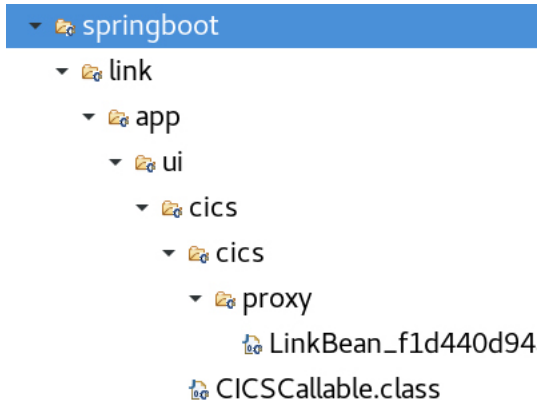 springboot
link
app
ui
cics
cics
proxy
LinkBean_f1d440d94
CICSCallable.class